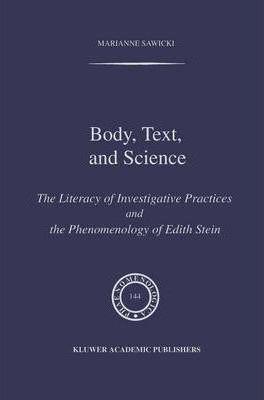 MARIANNE SAWICKI
Body, Text,
and Science
The Literacy of Investigative Practices
and
the Phenomenology of Edith Stein
PHAENOMENOLOGICA
144
KLUWER ACADEMIC PUBLISHERS